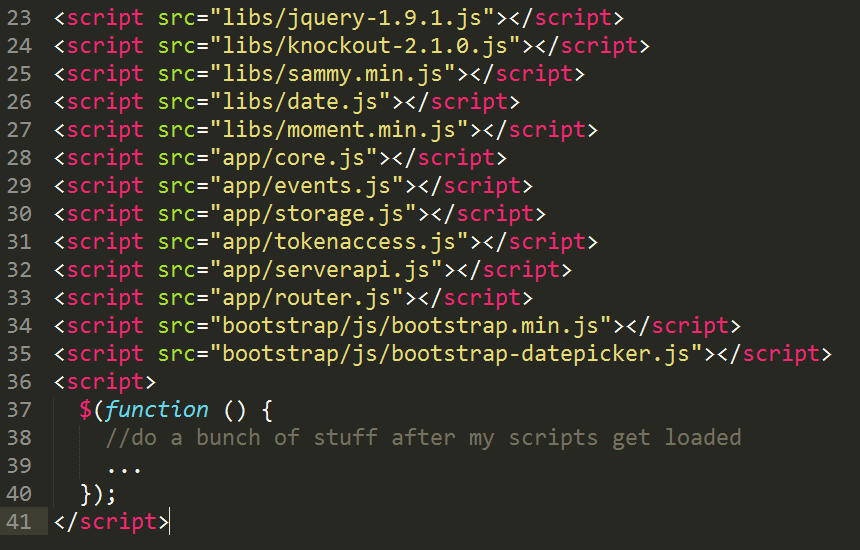 23 <script src="libs/jquery-1.9.1.js"></script>
24 <script src="libs/knockout-2.1.0.js"></script>
25 <script src="libs/sammy.min.js"></script>
26 <script src="libs/date.js"></script>
27 <script src="libs/moment.min.js"></script>
28 <script src="app/core.js"></script>
29 <script src="app/events.js"></script>
30 <script src="app/storage.js"></script>
31 <script src="app/tokenaccess.js"></script>
32 <script src="app/serverapi.js"></script>
33 <script src="app/router.js"></script>
34 <script src="bootstrap/js/bootstrap.min.js"></script>
35 <script src="bootstrap/js/bootstrap-datepicker.js"></script>
36 <script>
37   $(function () {
38     //do a bunch of stuff after my scripts get loaded
39     ...
40   });
41 </script>